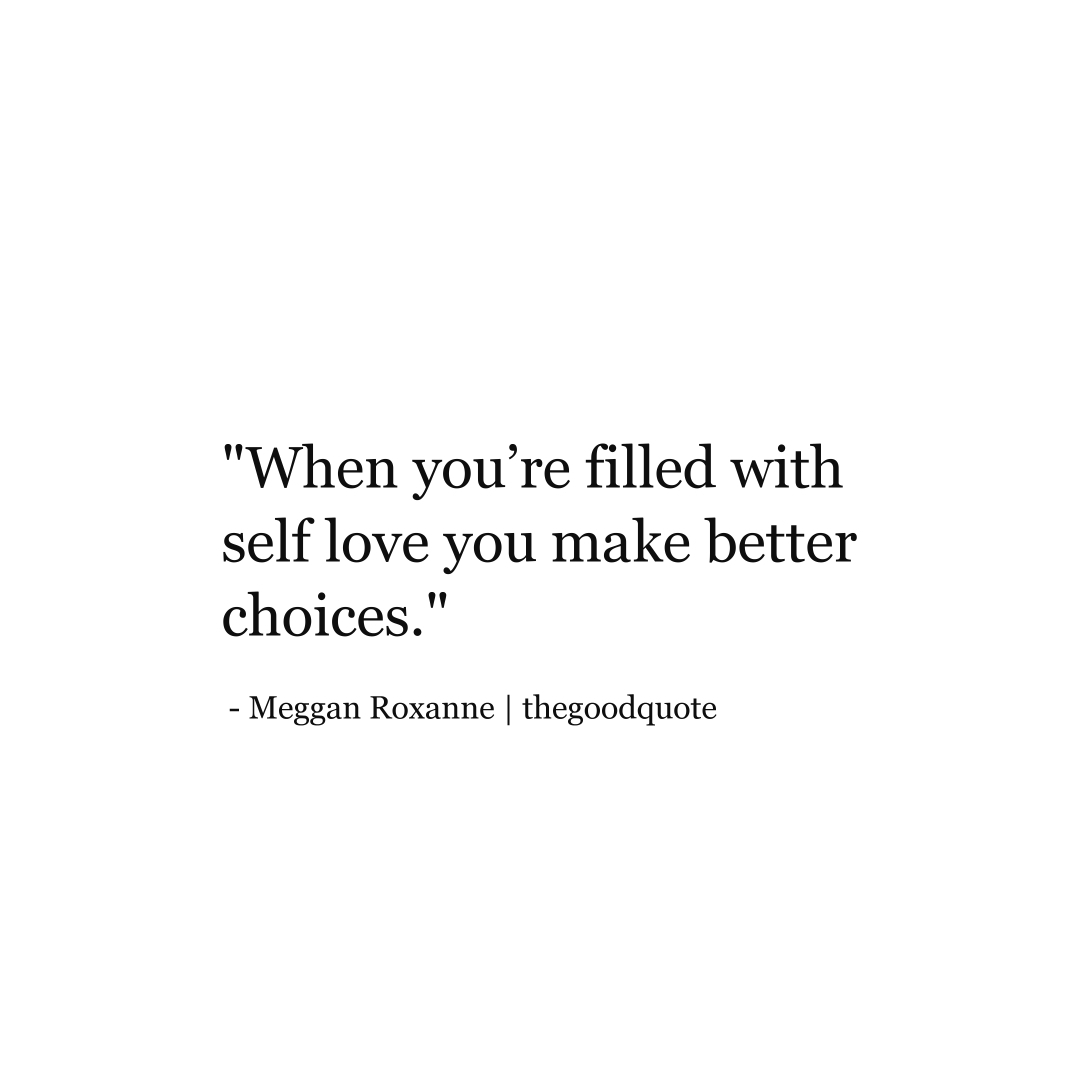 "When you’re filled with
self love you make better
choices."
- Meggan Roxanne | thegoodquote